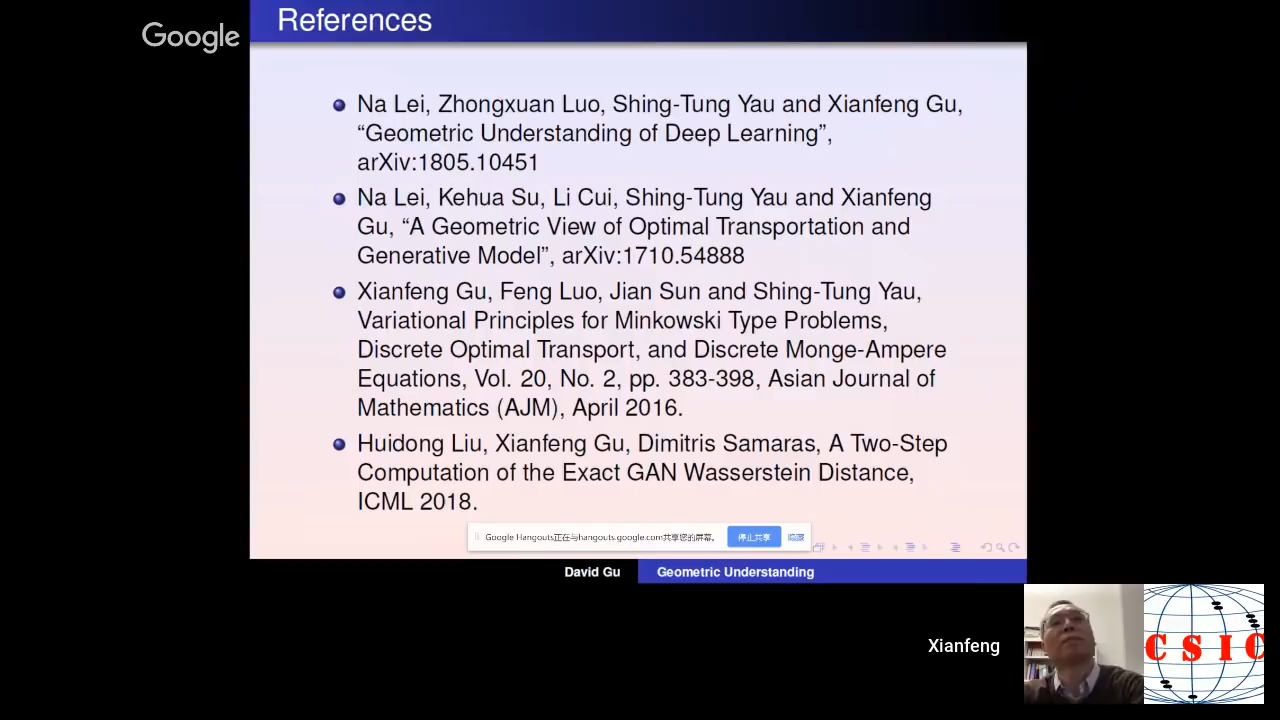 Google
References
Na Lei, Zhongxuan Luo, Shing-Tung Yau and Xianfeng Gu,
“Geometric Understanding of Deep Learning”,
arXiv:1805.10451
Na Lei, Kehua Su, Li Cui, Shing-Tung Yau and Xianfeng
Gu, “A Geometric View of Optimal Transportation and
Generative Model”, arXiv:1710.54888
Xianfeng Gu, Feng Luo, Jian Sun and Shing-Tung Yau,
Variational Principles for Minkowski Type Problems,
Discrete Optimal Transport, and Discrete Monge-Ampere
Equations, Vol. 20, No. 2, pp. 383-398, Asian Journal of
Mathematics (AJM), April 2016.
Huidong Liu, Xianfeng Gu, Dimitris Samaras, A Two-Step
Computation of the Exact GAN Wasserstein Distance,
ICML 2018.
Google Hangouts正在与hangouts.google.com共享您的屏幕。 停止共享 隐藏
David Gu Geometric Understanding
Xianfeng
CSIC